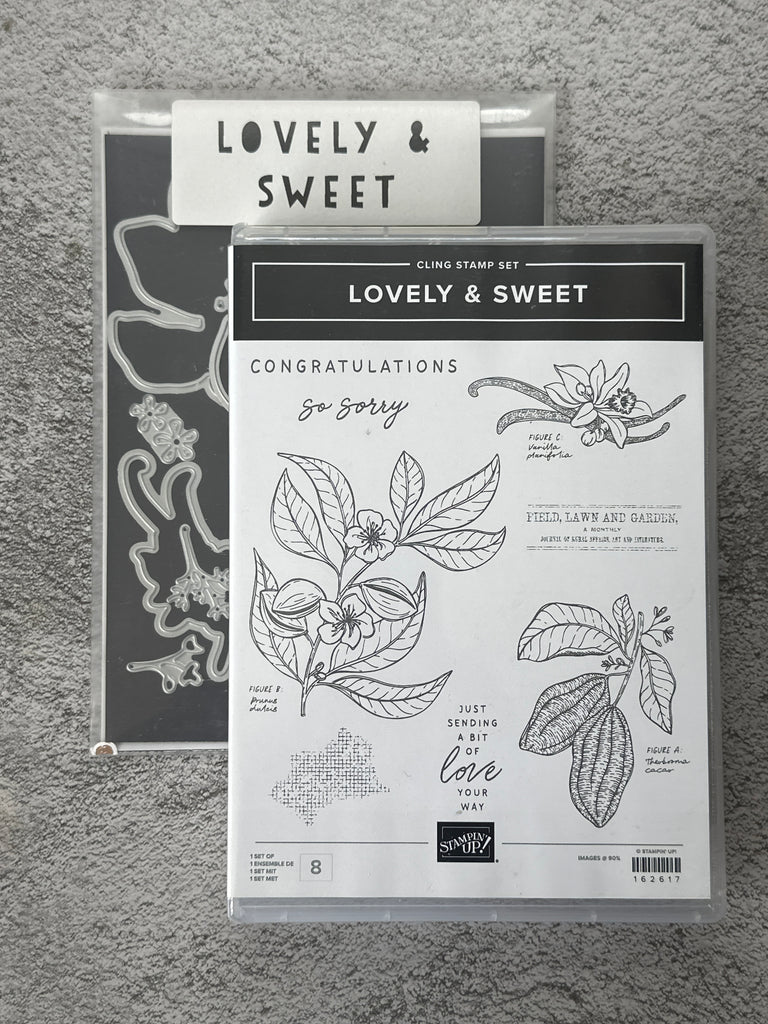 LOVELY &
SWEET
CLING STAMP SET
LOVELY & SWEET
CONGRATULATIONS
so sorry
FIGURE C:
Vanilla
planifolia
FIELD, LAWN AND GARDEN,
A MONTHLY
JOURNAL OF RURAL AFFAIRS, ART AND LITERATURE.
FIGURE B:
Prunus
dulcis
JUST
SENDING
A BIT
OF
love
YOUR
WAY
FIGURE A:
Theobroma
cacao
STAMPIN'
UP!
1 SET OF
1 ENSEMBLE DE
1 SET MIT
1 SET MET
8
IMAGES @ 90%
© STAMPIN' UP!
162617